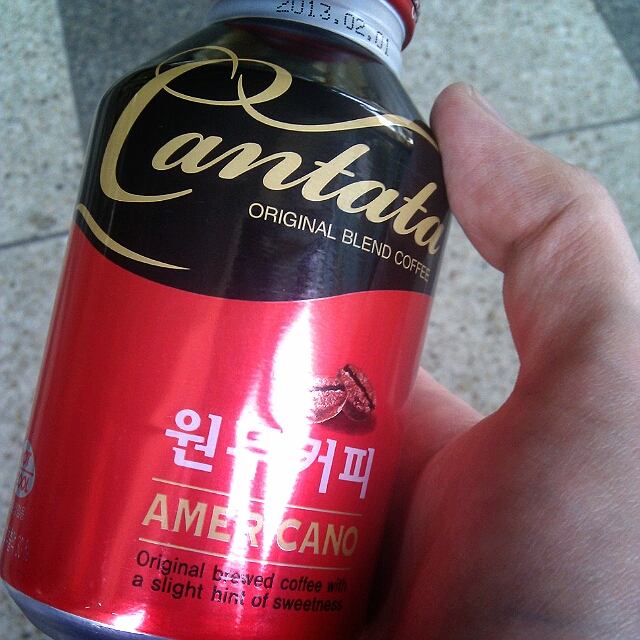 2013.02.01
Cantata
ORIGINAL BLEND COFFEE
원두커피
AMERICANO
Original brewed coffee with
a slight hint of sweetness